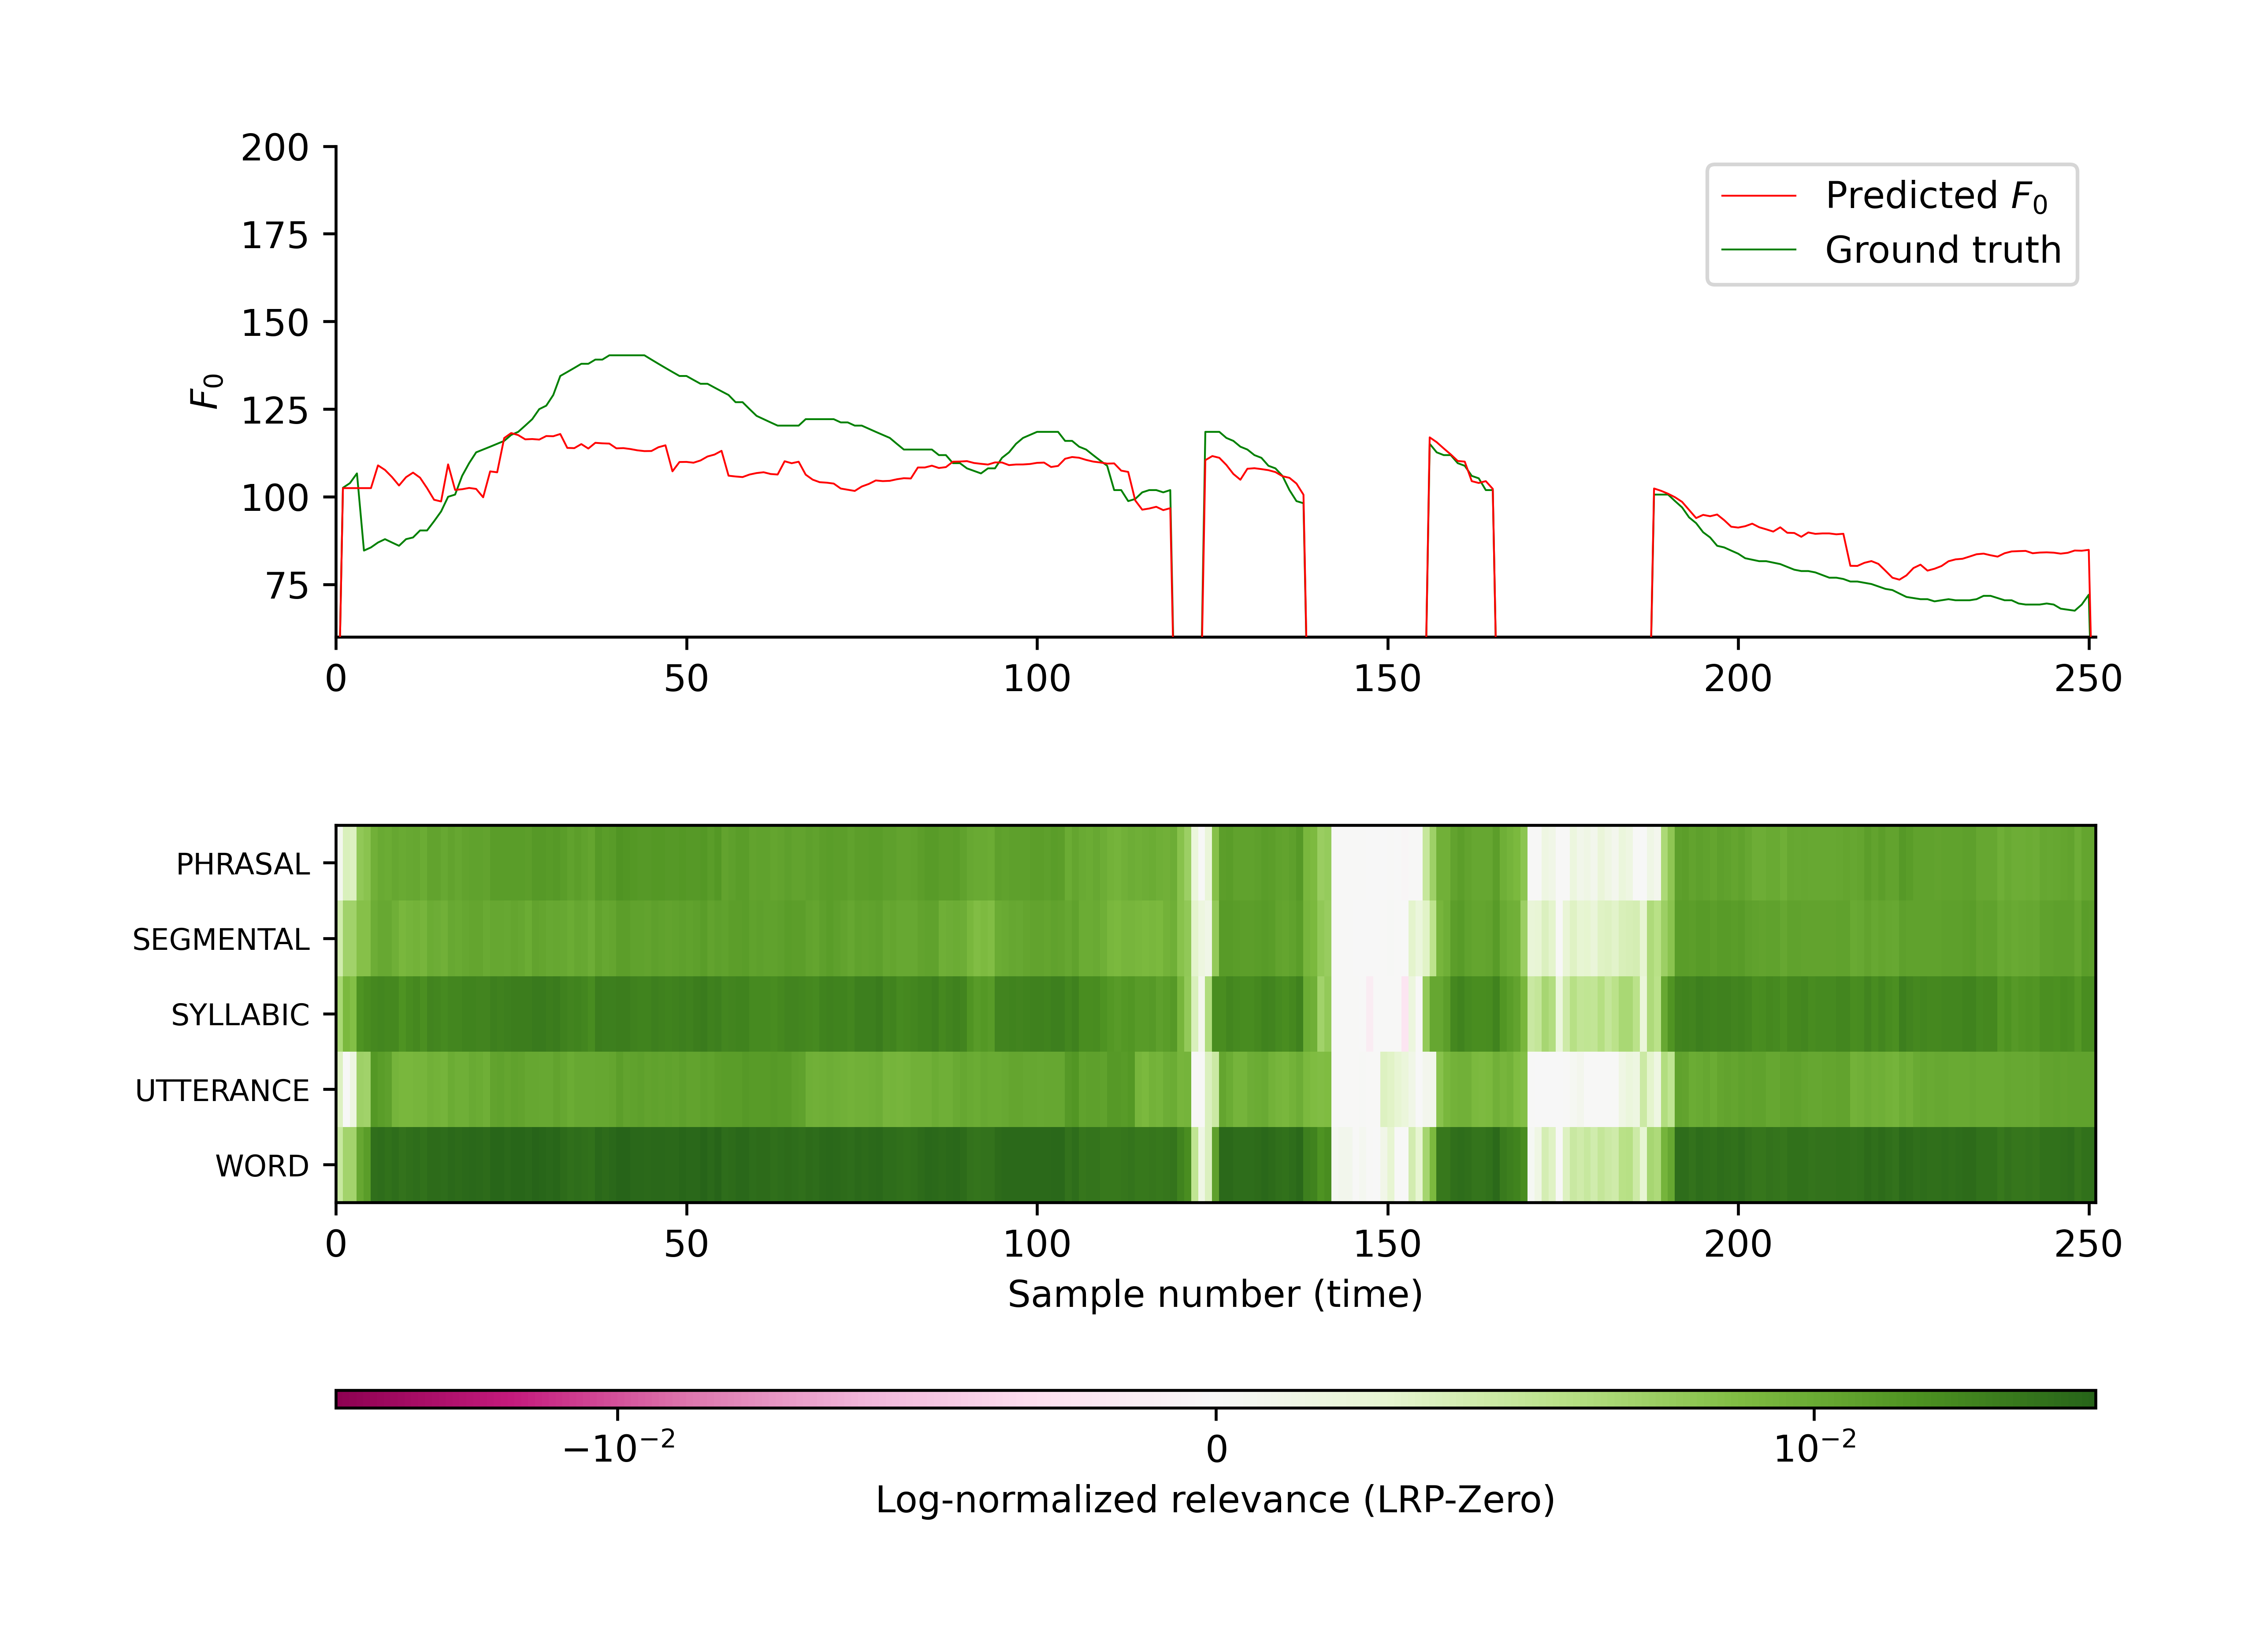 200
175
150
125
100
75
F₀
Predicted F₀
Ground truth
0 50 100 150 200 250
PHRASAL
SEGMENTAL
SYLLABIC
UTTERANCE
WORD
0 50 100 150 200 250
Sample number (time)
−10⁻² 0 10⁻²
Log-normalized relevance (LRP-Zero)